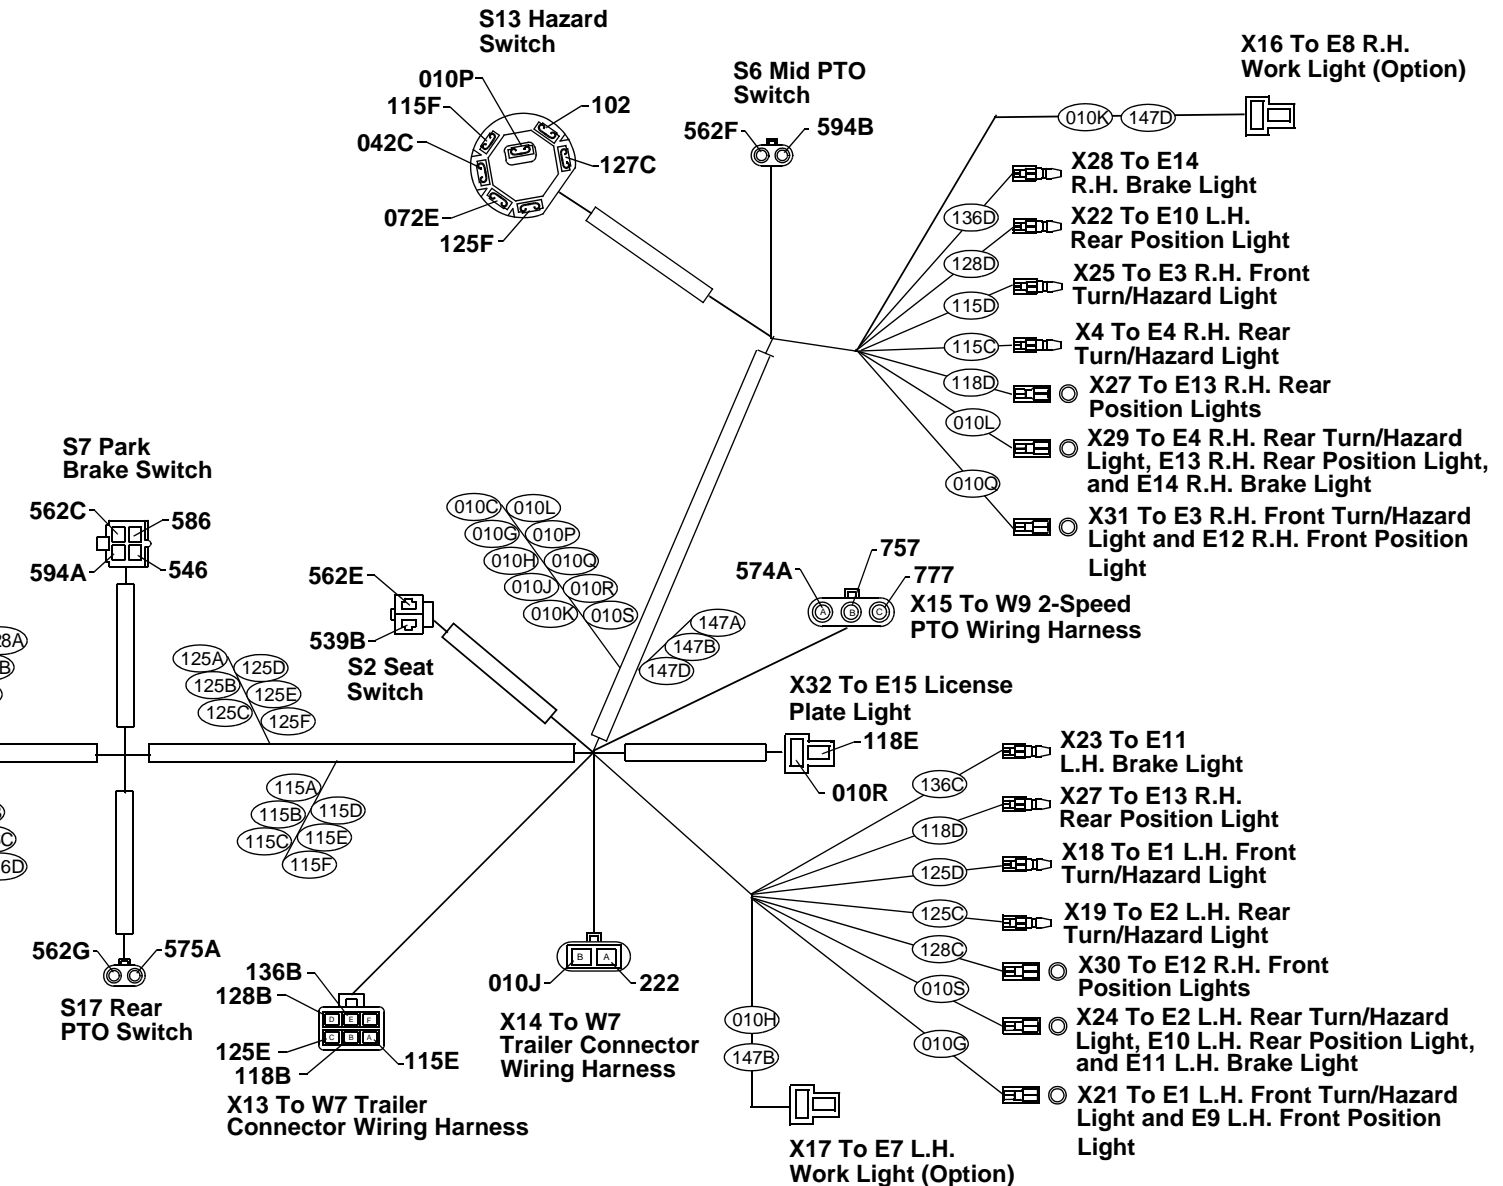 S13 Hazard
Switch
010P
115F
102
042C
127C
072E
125F
S6 Mid PTO
Switch
562F
594B
X16 To E8 R.H.
Work Light (Option)
010K
147D
X28 To E14
R.H. Brake Light
136D
X22 To E10 L.H.
Rear Position Light
128D
X25 To E3 R.H. Front
Turn/Hazard Light
115D
X4 To E4 R.H. Rear
Turn/Hazard Light
115C
X27 To E13 R.H. Rear
Position Lights
118D
X29 To E4 R.H. Rear Turn/Hazard
Light, E13 R.H. Rear Position Light,
and E14 R.H. Brake Light
010L
X31 To E3 R.H. Front Turn/Hazard
Light and E12 R.H. Front Position
Light
010Q
S7 Park
Brake Switch
562C
586
594A
546
562E
539B
S2 Seat
Switch
010C
010L
010G
010P
010H
010Q
010J
010R
010K
010S
147A
147B
147D
574A
757
777
A
B
C
X15 To W9 2-Speed
PTO Wiring Harness
28A
B
125A
125D
125B
125E
125C
125F
X32 To E15 License
Plate Light
118E
010R
115A
115D
115B
115E
115C
115F
C
6D
X23 To E11
L.H. Brake Light
136C
X27 To E13 R.H.
Rear Position Light
118D
X18 To E1 L.H. Front
Turn/Hazard Light
125D
X19 To E2 L.H. Rear
Turn/Hazard Light
125C
X30 To E12 R.H. Front
Position Lights
128C
X24 To E2 L.H. Rear Turn/Hazard
Light, E10 L.H. Rear Position Light,
and E11 L.H. Brake Light
010S
X21 To E1 L.H. Front Turn/Hazard
Light and E9 L.H. Front Position
Light
010G
562G
575A
S17 Rear
PTO Switch
136B
128B
D
E
F
C
B
A
125E
118B
115E
X13 To W7 Trailer
Connector Wiring Harness
B
A
010J
222
X14 To W7
Trailer Connector
Wiring Harness
010H
147B
X17 To E7 L.H.
Work Light (Option)